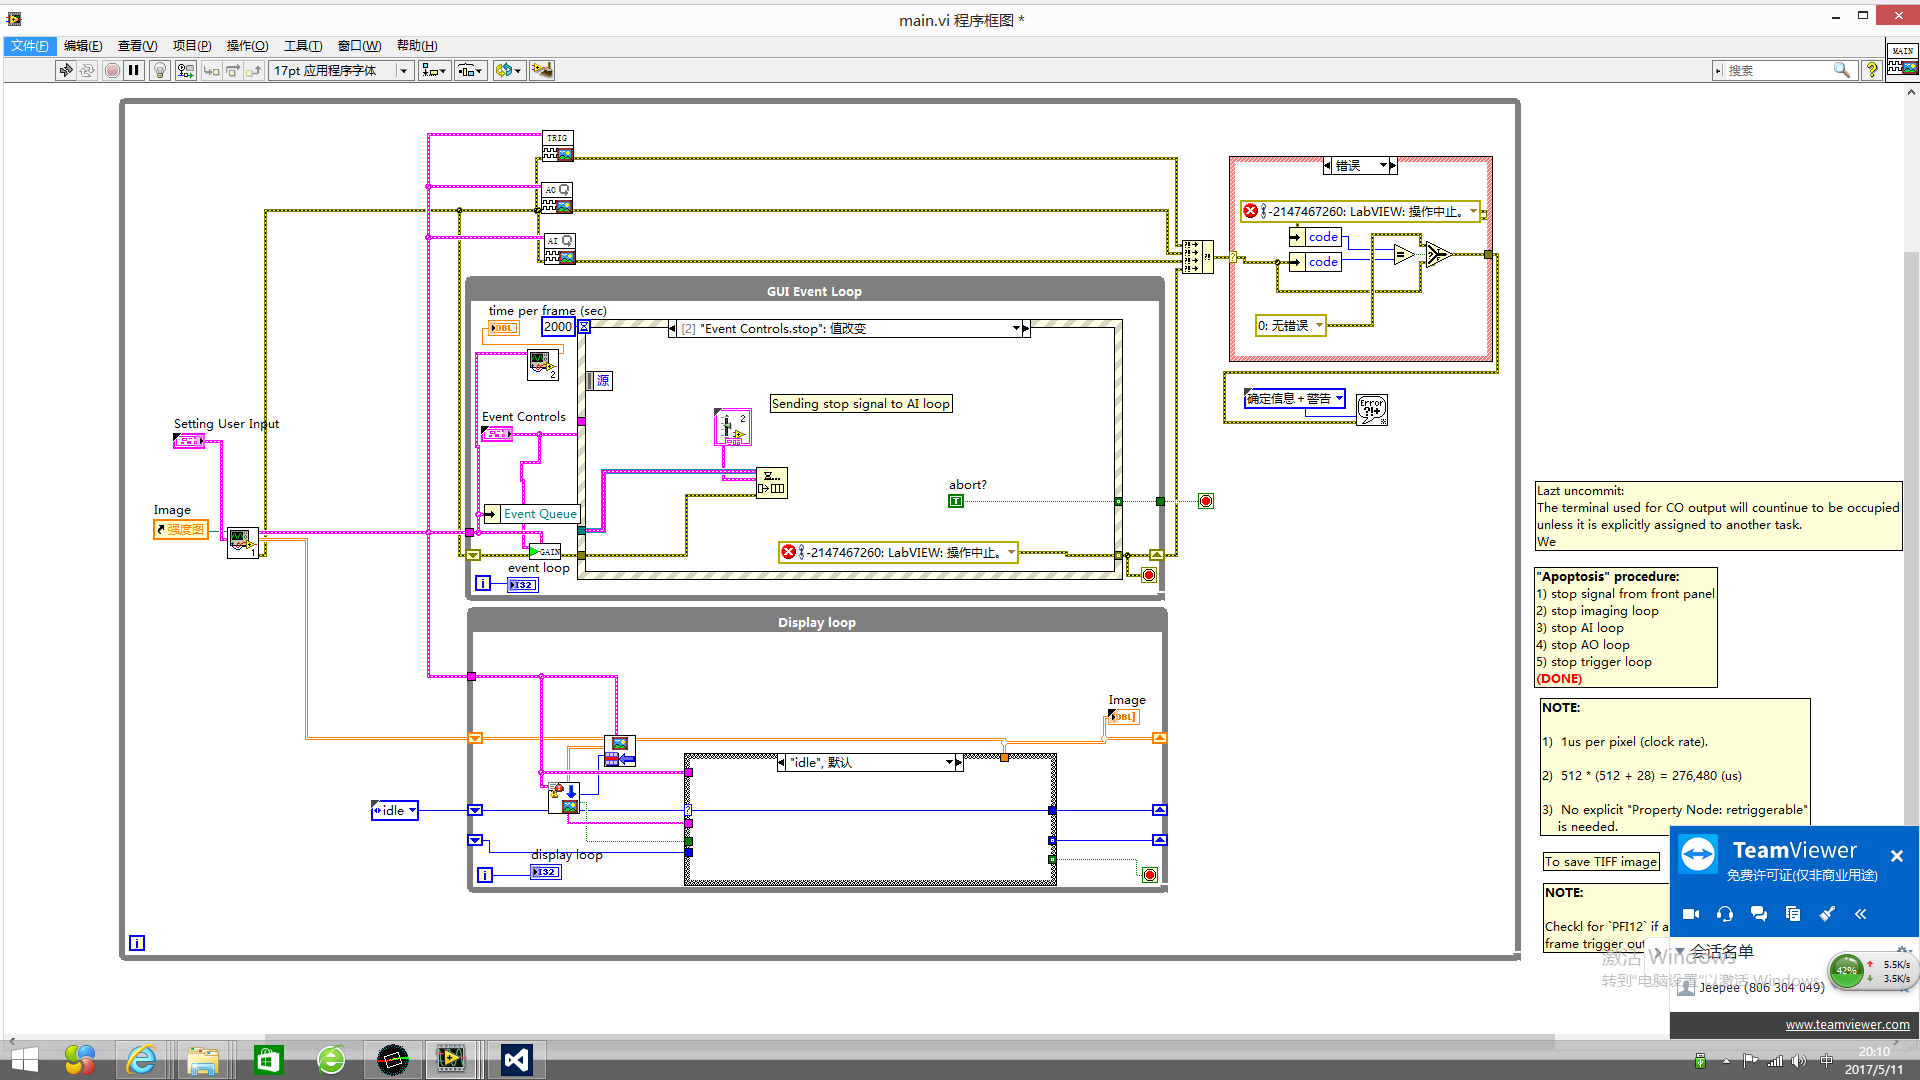 main.vi 程序框图 *
文件(F) 编辑(E) 查看(V) 项目(P) 操作(O) 工具(T) 窗口(W) 帮助(H)
17pt 应用程序字体
搜索
MAIN
TRIG
AO
AI
错误
-2147467260: LabVIEW: 操作中止。
code
code
0: 无错误
确定信息 + 警告
Error
GUI Event Loop
time per frame (sec)
DBL
2000
[2] "Event Controls.stop": 值改变
2
源
Event Controls
Sending stop signal to AI loop
2
abort?
T
Event Queue
GAIN
-2147467260: LabVIEW: 操作中止。
event loop
i
I32
Setting User Input
Image
强度图
1
Display loop
Image
DBL]
"idle", 默认
idle
display loop
i
I32
i
Lazt uncommit:
The terminal used for CO output will countinue to be occupied
unless it is explicitly assigned to another task.
We
"Apoptosis" procedure:
1) stop signal from front panel
2) stop imaging loop
3) stop AI loop
4) stop AO loop
5) stop trigger loop
(DONE)
NOTE:
1) 1us per pixel (clock rate).
2) 512 * (512 + 28) = 276,480 (us)
3) No explicit "Property Node: retriggerable"
is needed.
To save TIFF image
NOTE:
Checkl for `PFI12` if a
frame trigger out
TeamViewer
免费许可证(仅非商业用途)
会话名单
Jeepee (806 304 049)
www.teamviewer.com
激活 Windows
转到"电脑设置"以激活 Windows。
42%
5.5K/s
3.5K/s
中
20:10
2017/5/11